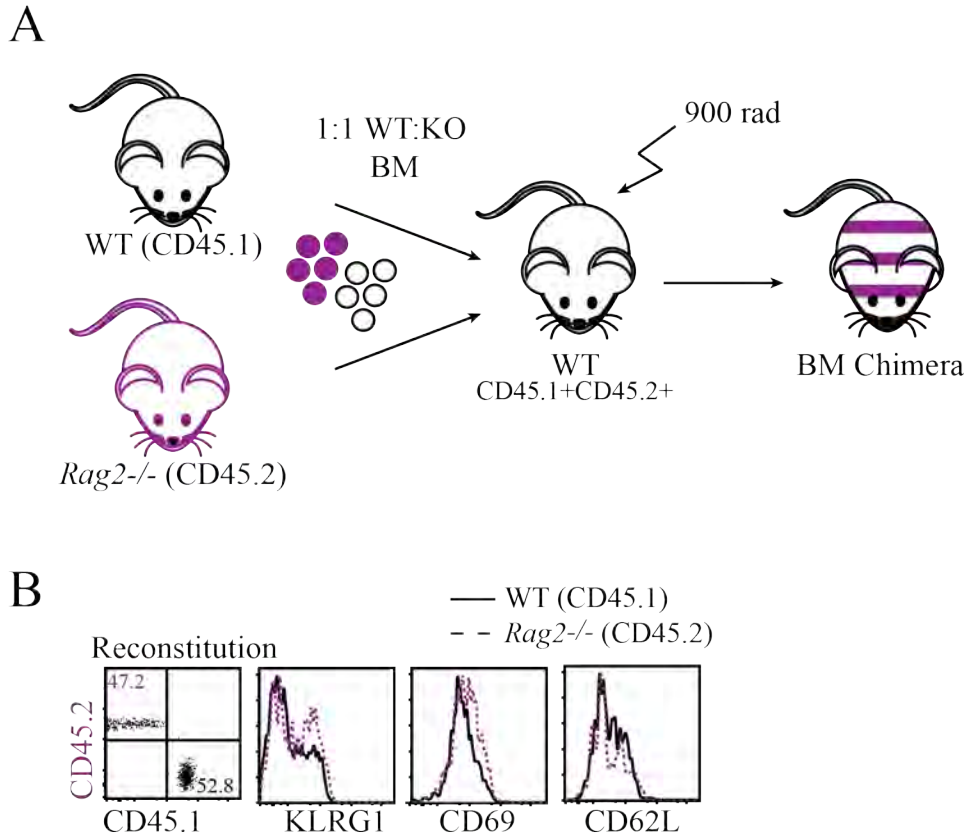 A
1:1 WT:KO
BM
900 rad
WT (CD45.1)
WT
CD45.1+CD45.2+
BM Chimera
Rag2-/- (CD45.2)
B
WT (CD45.1)
Rag2-/- (CD45.2)
Reconstitution
47.2
52.8
CD45.2
CD45.1
KLRG1
CD69
CD62L